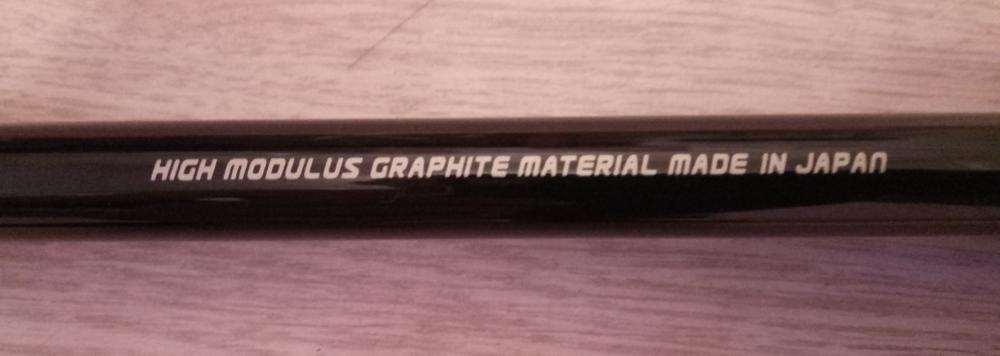 HIGH MODULUS GRAPHITE MATERIAL MADE IN JAPAN